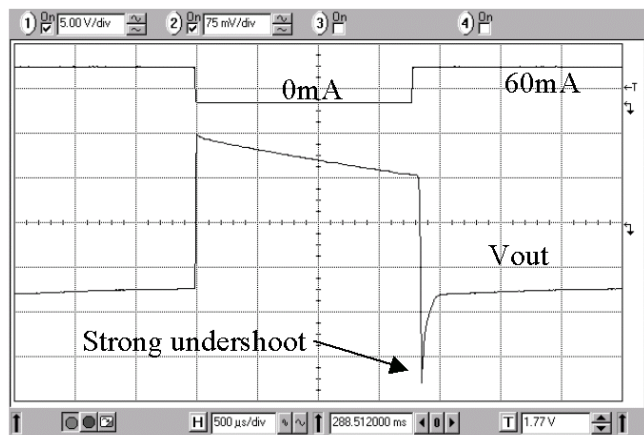 1 On 5.00 V/div 2 On 75 mV/div 3 On 4 On
0mA 60mA
T
Vout
Strong undershoot
H 500 µs/div 288.512000 ms 0 T 1.77 V